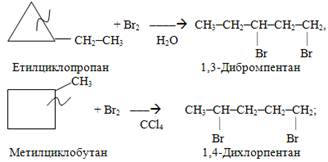 + Br₂ ⟶ CH₃–CH₂–CH–CH₂–CH₂,
CH₂–CH₃ H₂O Br Br
Етилциклопропан 1,3-Дибромпентан
CH₃
+ Br₂ ⟶ CH₃–CH–CH₂–CH₂–CH₂;
CCl₄ Br Br
Метилциклобутан 1,4-Дихлорпентан